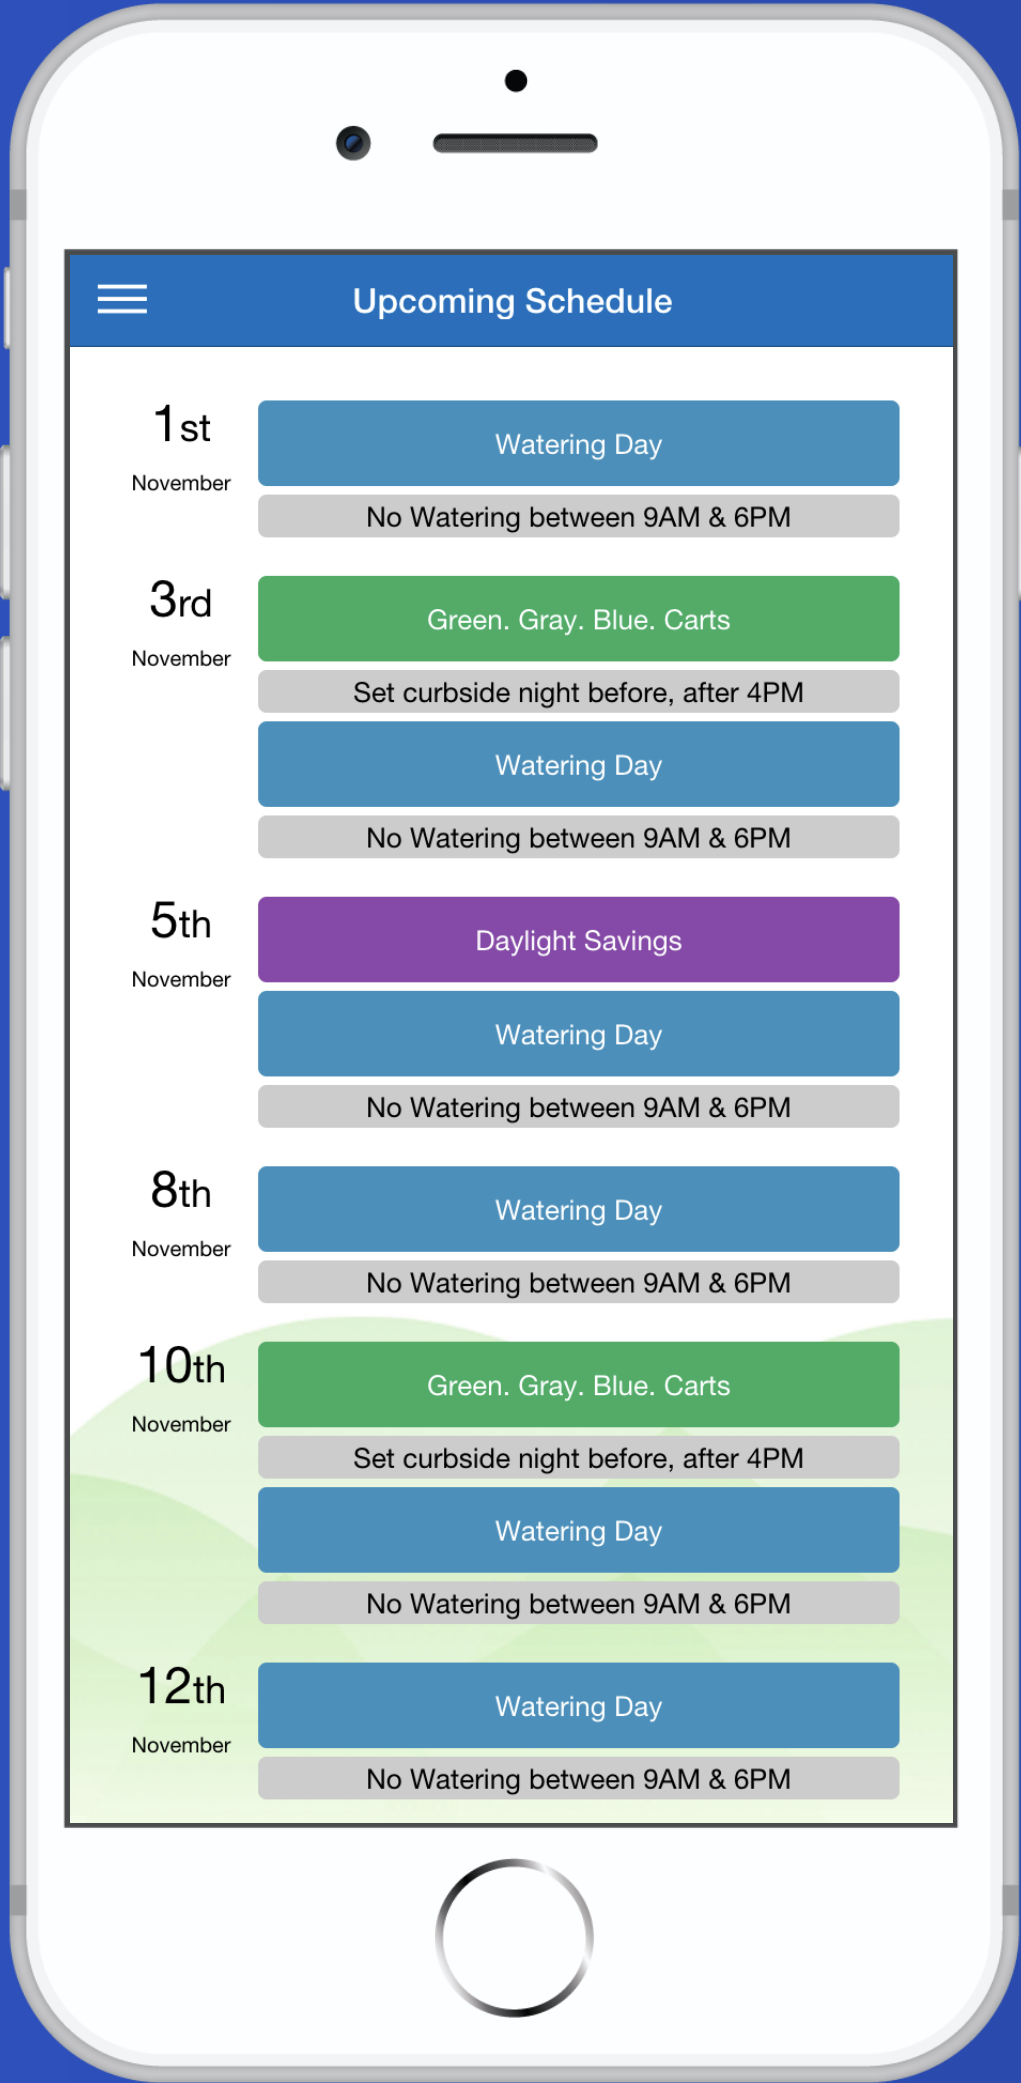 Upcoming Schedule
1st
November
Watering Day
No Watering between 9AM & 6PM
3rd
November
Green. Gray. Blue. Carts
Set curbside night before, after 4PM
Watering Day
No Watering between 9AM & 6PM
5th
November
Daylight Savings
Watering Day
No Watering between 9AM & 6PM
8th
November
Watering Day
No Watering between 9AM & 6PM
10th
November
Green. Gray. Blue. Carts
Set curbside night before, after 4PM
Watering Day
No Watering between 9AM & 6PM
12th
November
Watering Day
No Watering between 9AM & 6PM